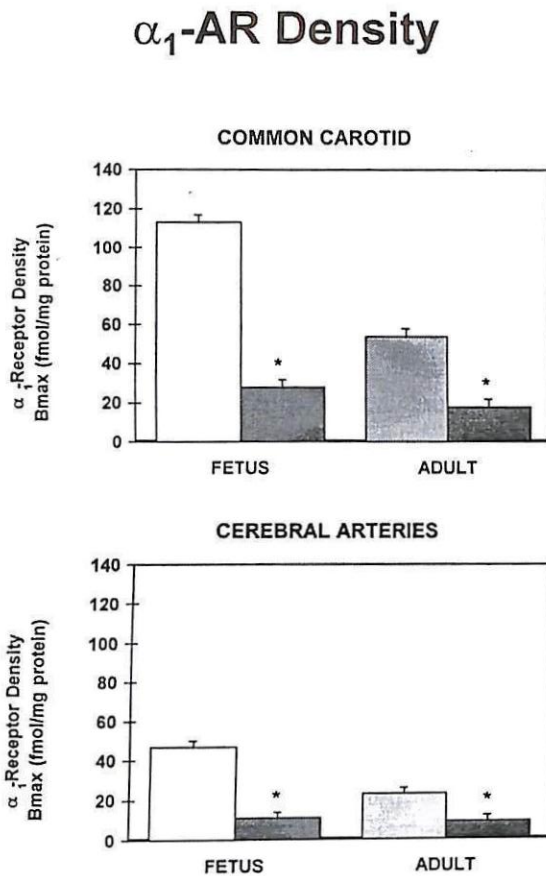 α1-AR Density
COMMON CAROTID
α 1-Receptor Density
Bmax (fmol/mg protein)
140
120
100
80
60
40
20
0
*
*
FETUS
ADULT
CEREBRAL ARTERIES
α 1-Receptor Density
Bmax (fmol/mg protein)
140
120
100
80
60
40
20
0
*
*
FETUS
ADULT